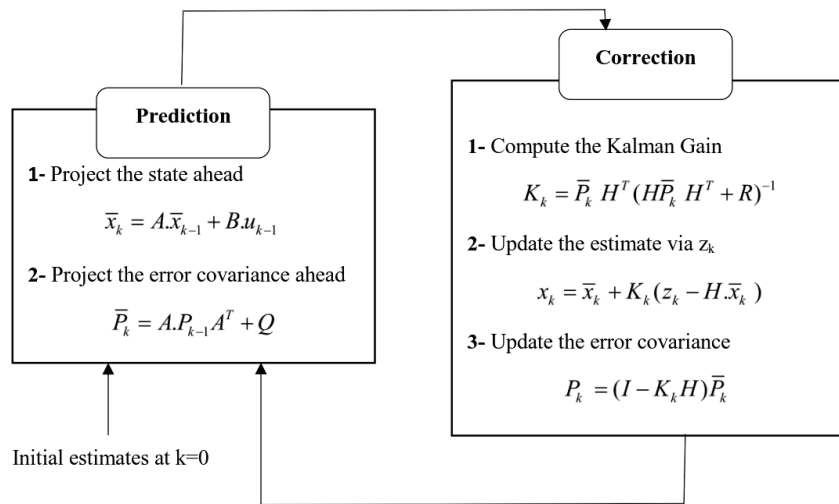 Prediction
1- Project the state ahead
x̅ₖ = A.x̅ₖ₋₁ + B.uₖ₋₁
2- Project the error covariance ahead
P̅ₖ = A.Pₖ₋₁Aᵀ + Q
Initial estimates at k=0
Correction
1- Compute the Kalman Gain
Kₖ = P̅ₖ Hᵀ(HP̅ₖ Hᵀ + R)⁻¹
2- Update the estimate via zₖ
xₖ = x̅ₖ + Kₖ(zₖ − H.x̅ₖ )
3- Update the error covariance
Pₖ = (I − KₖH)P̅ₖ